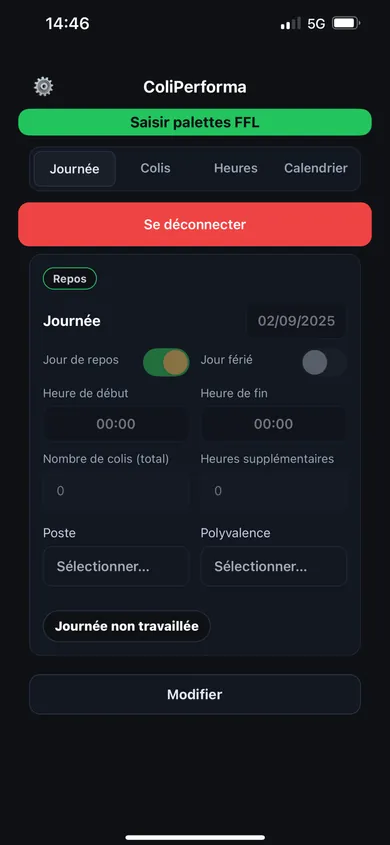 14:46
5G
ColiPerforma
Saisir palettes FFL
Journée Colis Heures Calendrier
Se déconnecter
Repos
Journée 02/09/2025
Jour de repos Jour férié
Heure de début Heure de fin
00:00 00:00
Nombre de colis (total) Heures supplémentaires
0 0
Poste Polyvalence
Sélectionner... Sélectionner...
Journée non travaillée
Modifier